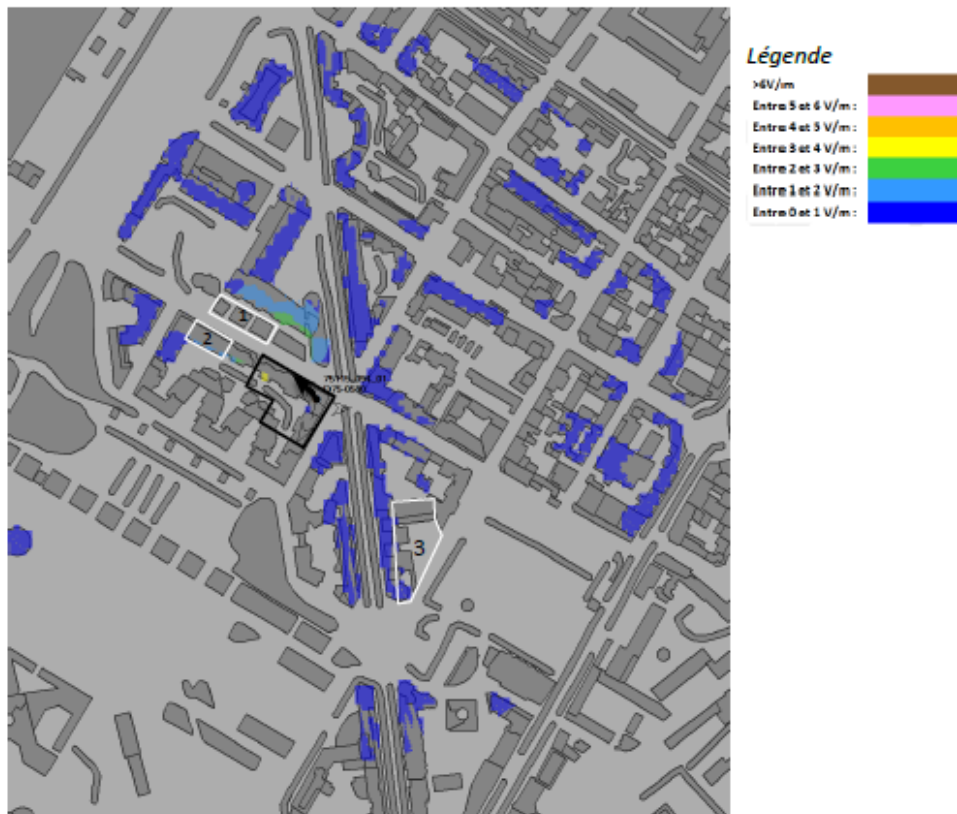 Légende
>6V/m
Entre 5 et 6 V/m :
Entre 4 et 5 V/m :
Entre 3 et 4 V/m :
Entre 2 et 3 V/m :
Entre 1 et 2 V/m :
Entre 0 et 1 V/m :
1
2
3